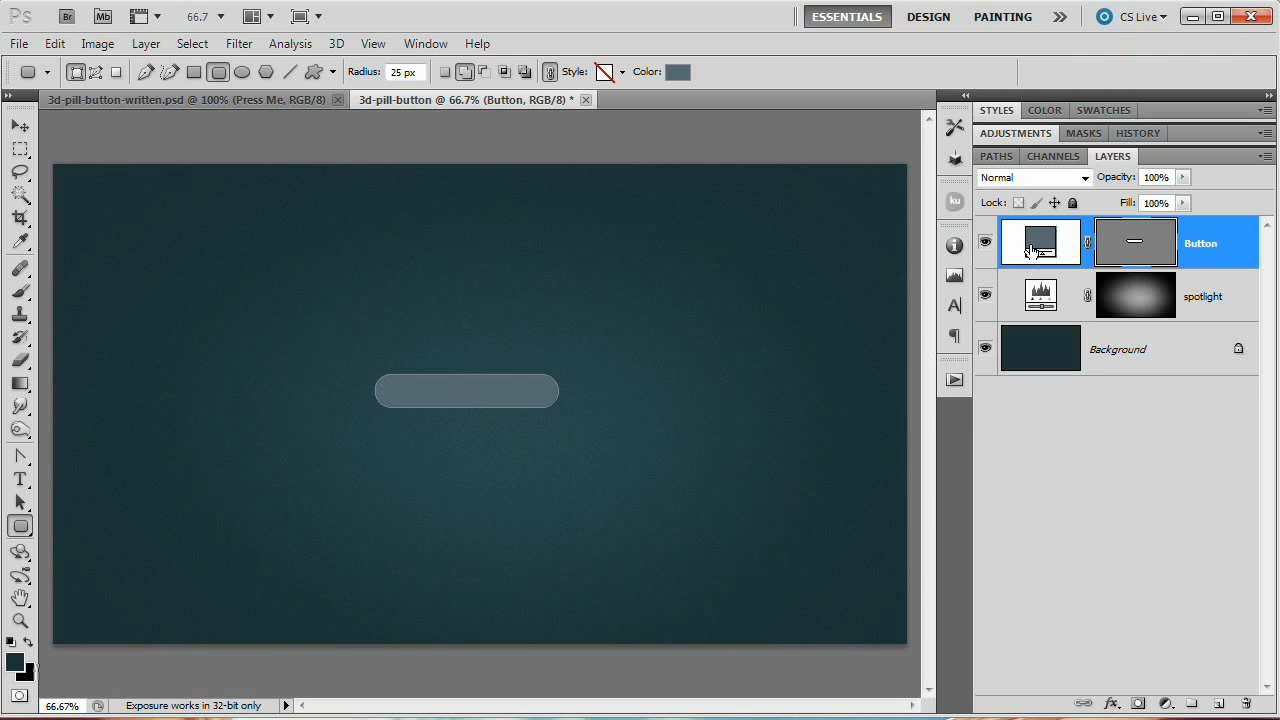 Ps Br Mb 66.7 ESSENTIALS DESIGN PAINTING CS Live
File Edit Image Layer Select Filter Analysis 3D View Window Help
Radius: 25 px Style: Color:
3d-pill-button-written.psd @ 100% (Press Me, RGB/8) 3d-pill-button @ 66.7% (Button, RGB/8) *
STYLES COLOR SWATCHES
ADJUSTMENTS MASKS HISTORY
PATHS CHANNELS LAYERS
Normal Opacity: 100%
Lock: Fill: 100%
ku
Button
spotlight
Background
66.67% Exposure works in 32-bit only